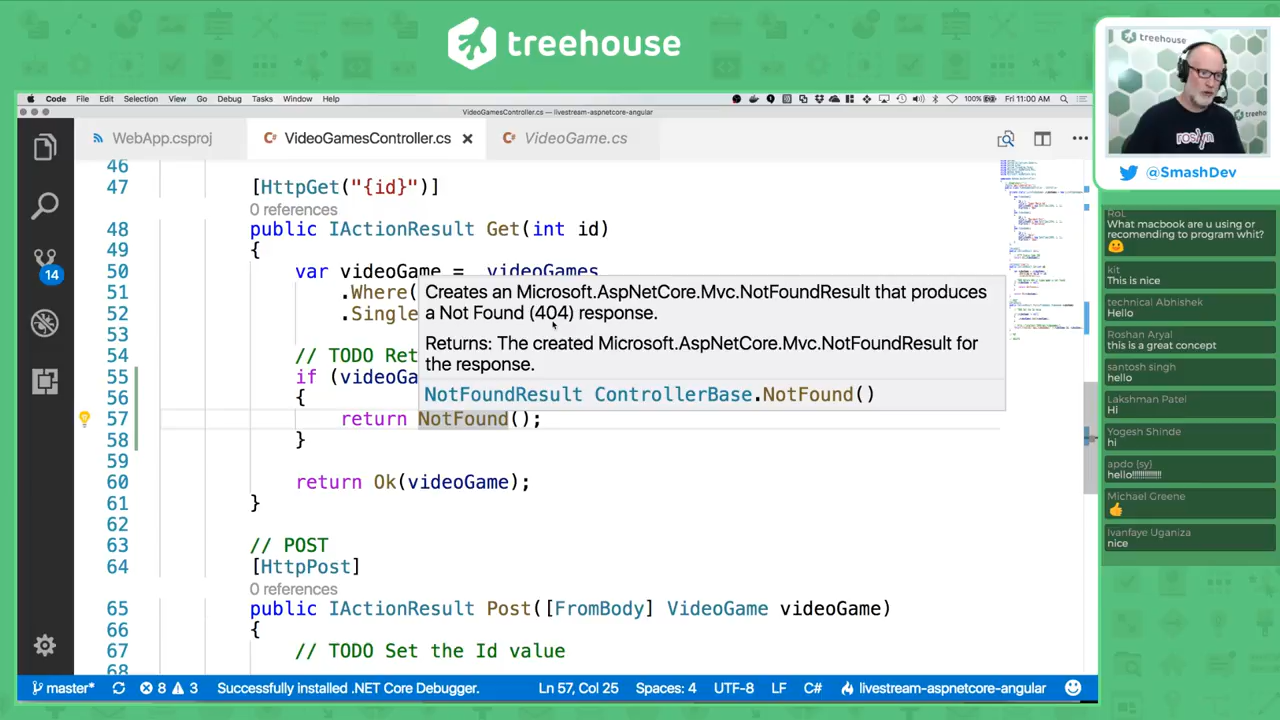 treehouse
Code File Edit Selection View Go Debug Tasks Window Help
100% Fri 11:00 AM
VideoGamesController.cs — livestream-aspnetcore-angular
WebApp.csproj
VideoGamesController.cs
VideoGame.cs
46
47 [HttpGet("{id}")]
0 references
48 public IActionResult Get(int id)
49 {
50 var videoGame = _videoGames
51 .Where(
52 .Single
53
54 // TODO Ret
55 if (videoGa
56 {
57 return NotFound();
58 }
59
60 return Ok(videoGame);
61 }
62
63 // POST
64 [HttpPost]
0 references
65 public IActionResult Post([FromBody] VideoGame videoGame)
66 {
67 // TODO Set the Id value
68
Creates an Microsoft.AspNetCore.Mvc.NotFoundResult that produces
a Not Found (404) response.
Returns: The created Microsoft.AspNetCore.Mvc.NotFoundResult for
the response.
NotFoundResult ControllerBase.NotFound()
14
master* 8 3 Successfully installed .NET Core Debugger. Ln 57, Col 25 Spaces: 4 UTF-8 LF C# livestream-aspnetcore-angular
treehouse
roslyn
@SmashDev
RoL
What macbook are u using or
recomending to program whit?
kit
This is nice
technical Abhishek
Hello
Roshan Aryal
this is a great concept
santosh singh
hello
Lakshman Patel
Hi
Yogesh Shinde
hi
apdo {sy}
hello!!!!!!!!!!!!!
Michael Greene
Ivanfaye Uganiza
nice